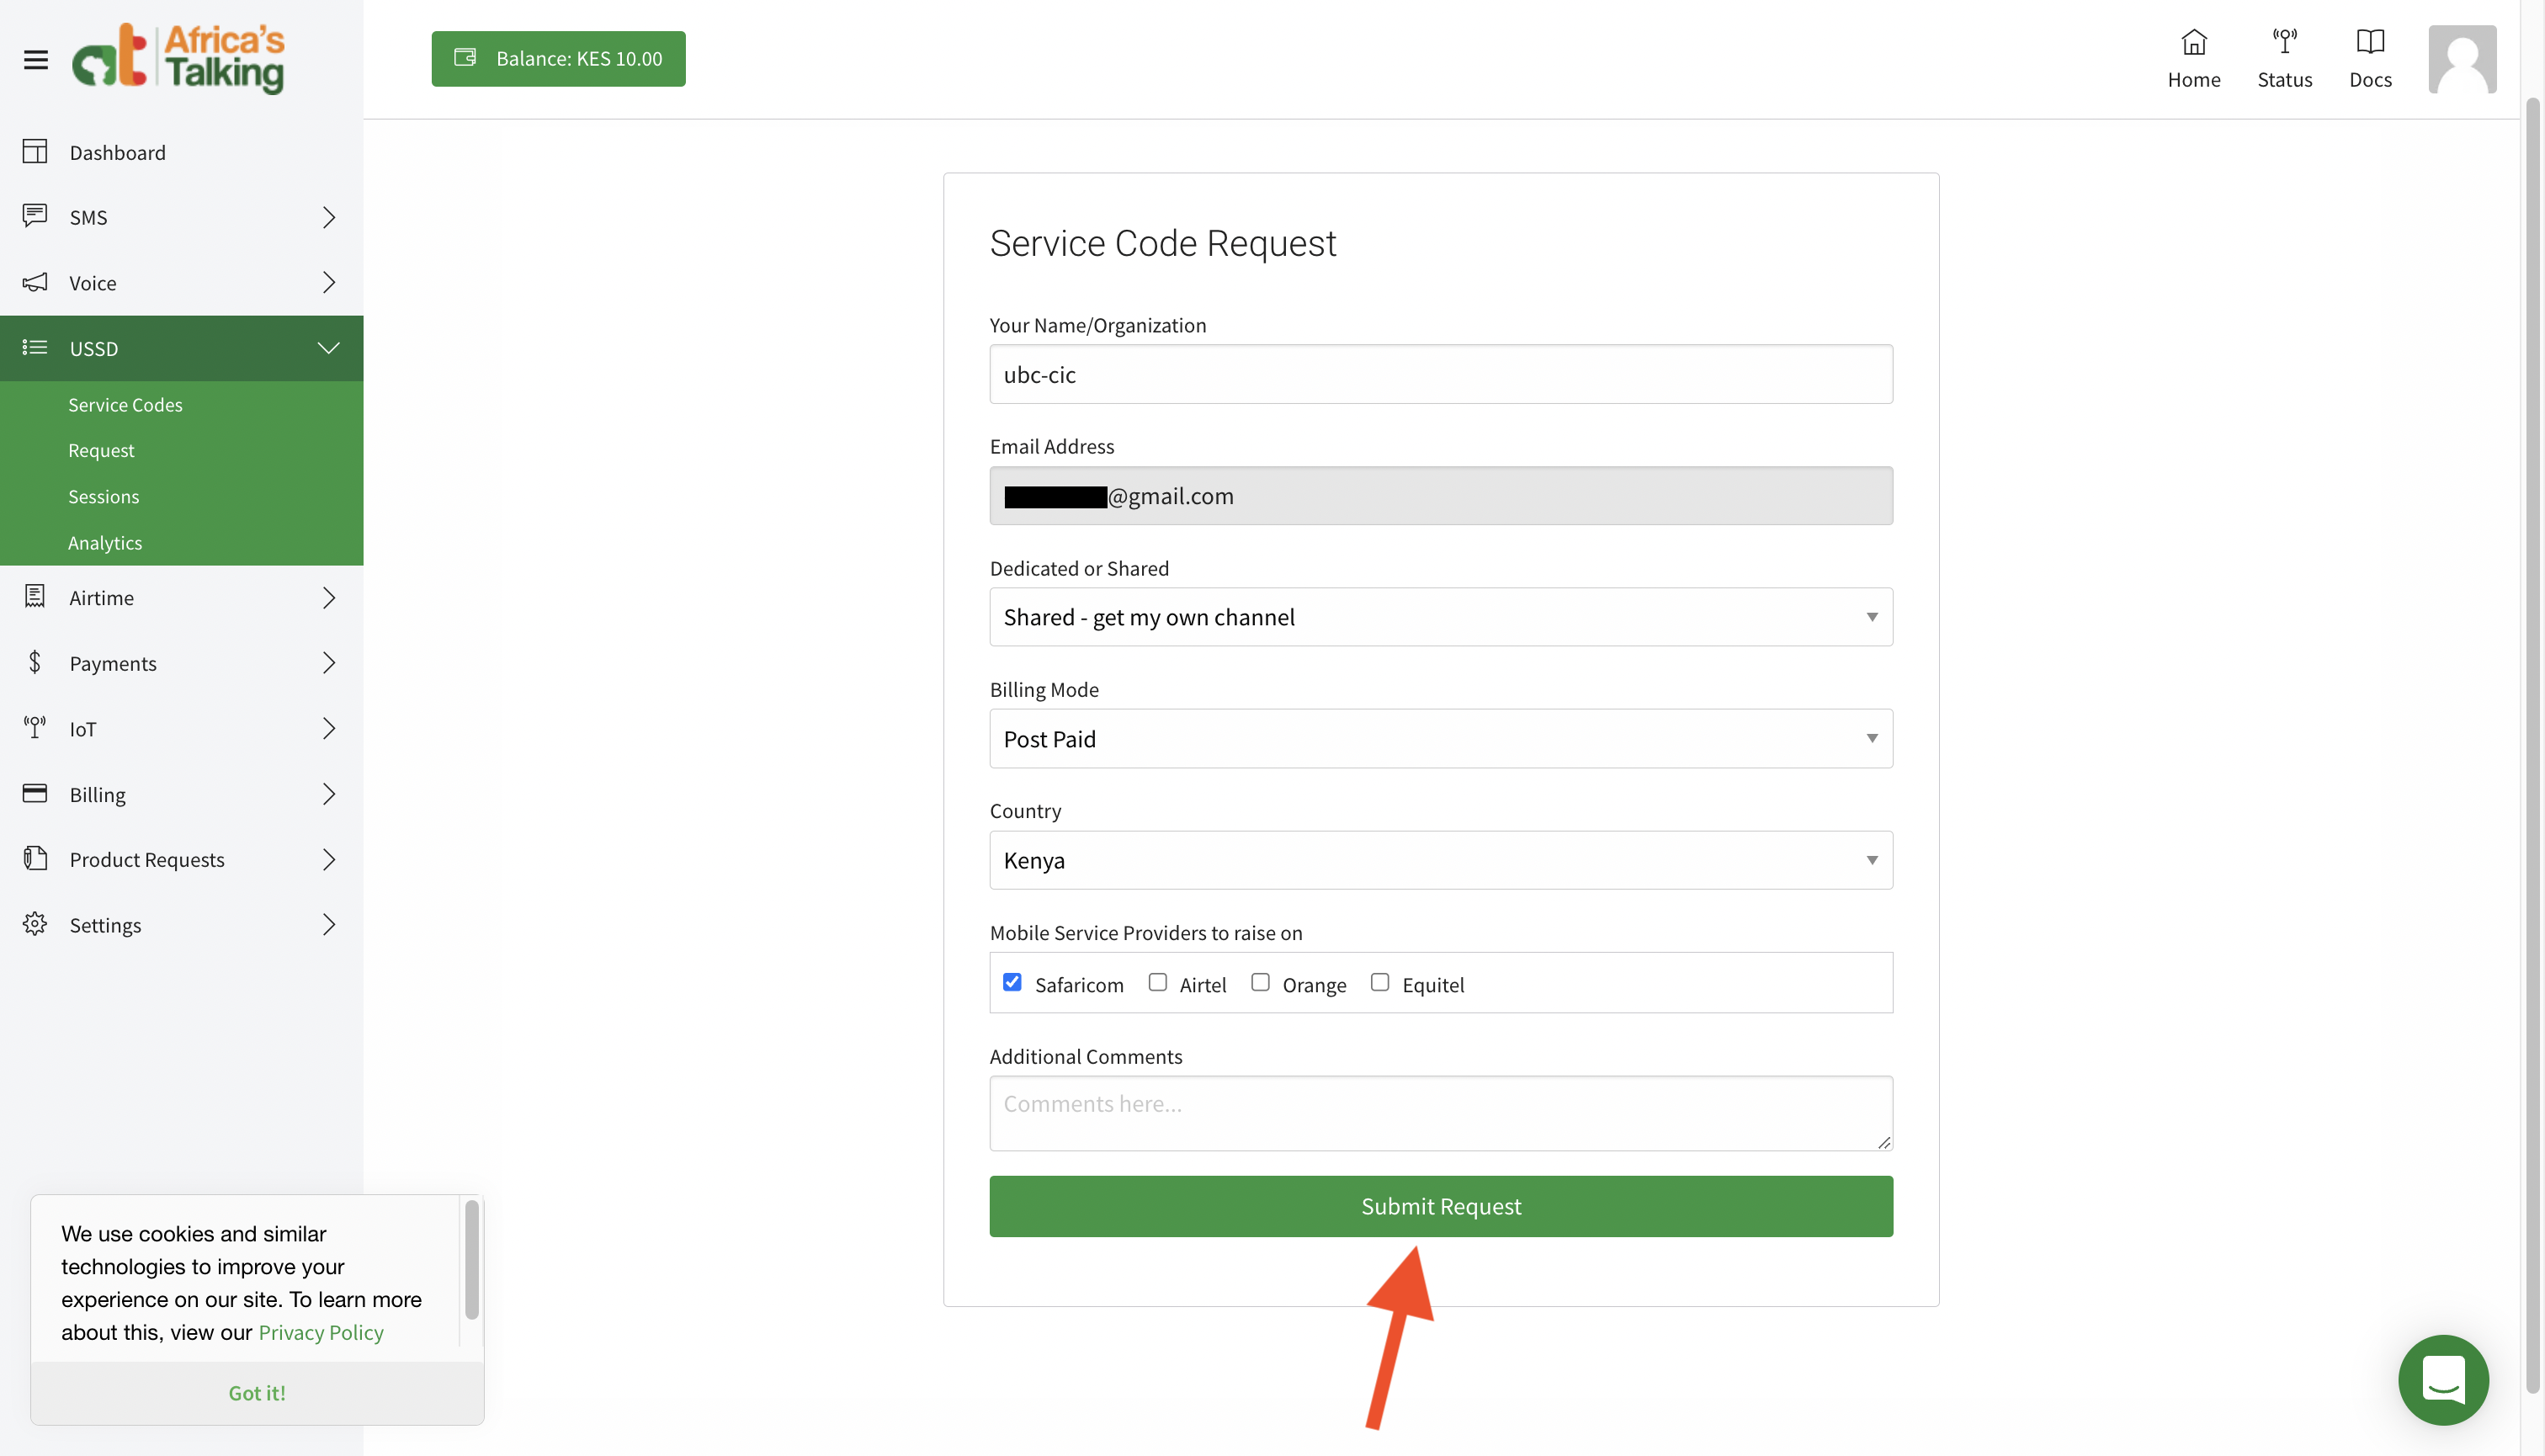 Africa's
Talking
Balance: KES 10.00
Home
Status
Docs
Dashboard
SMS
Voice
USSD
Service Codes
Request
Sessions
Analytics
Airtime
Payments
IoT
Billing
Product Requests
Settings
Service Code Request
Your Name/Organization
ubc-cic
Email Address
@gmail.com
Dedicated or Shared
Shared - get my own channel
Billing Mode
Post Paid
Country
Kenya
Mobile Service Providers to raise on
Safaricom Airtel Orange Equitel
Additional Comments
Comments here...
Submit Request
We use cookies and similar
technologies to improve your
experience on our site. To learn more
about this, view our Privacy Policy
Got it!